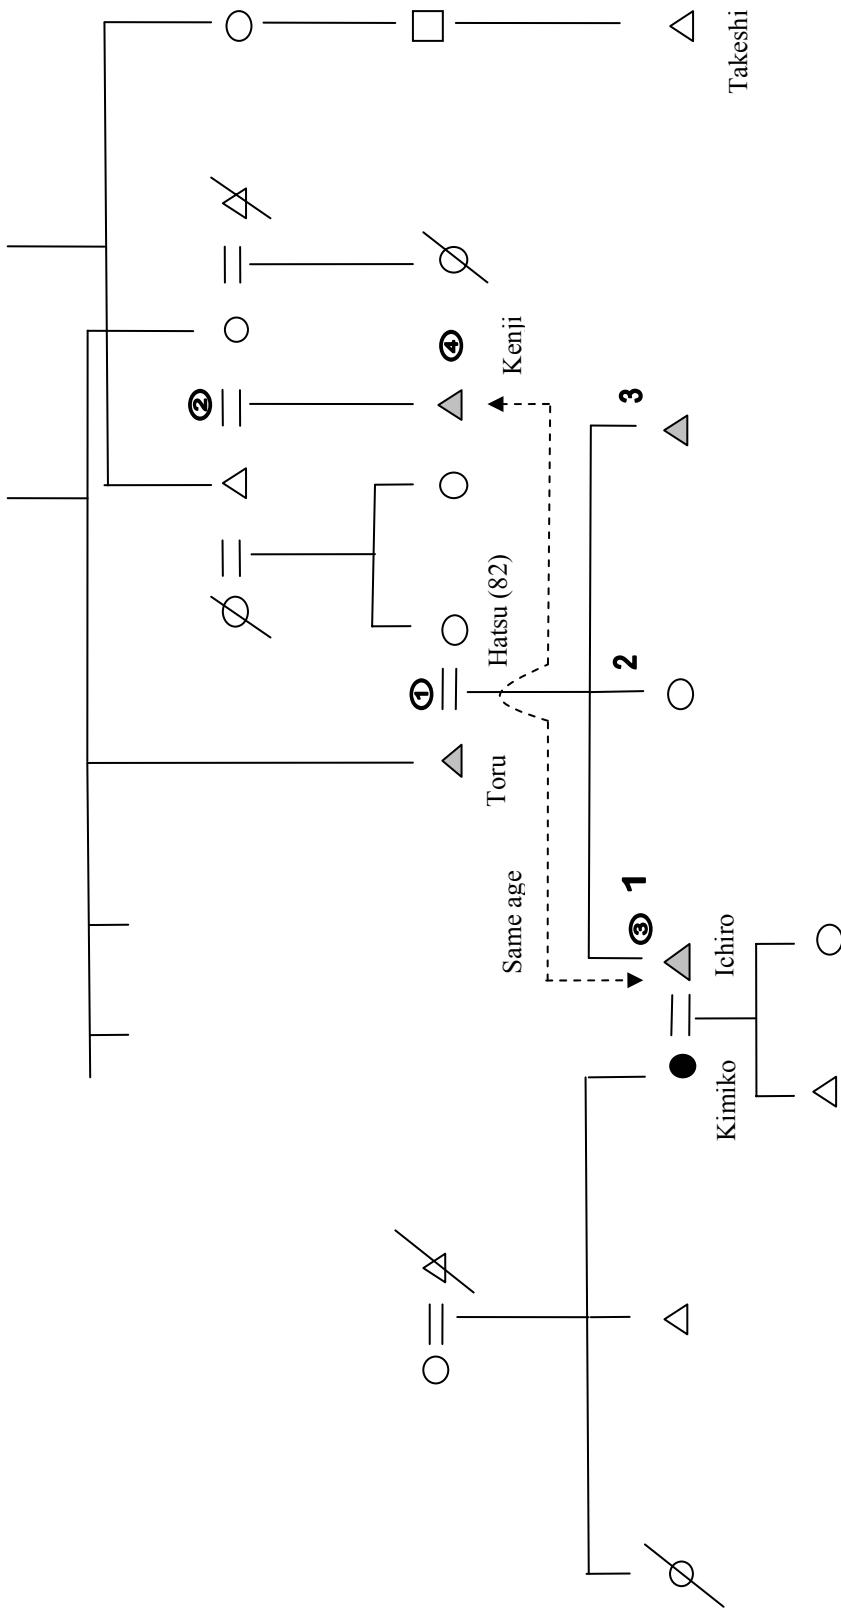 Takeshi
②
④
Kenji
3
①
Hatsu (82)
2
Toru
Same age
③
1
Ichiro
Kimiko